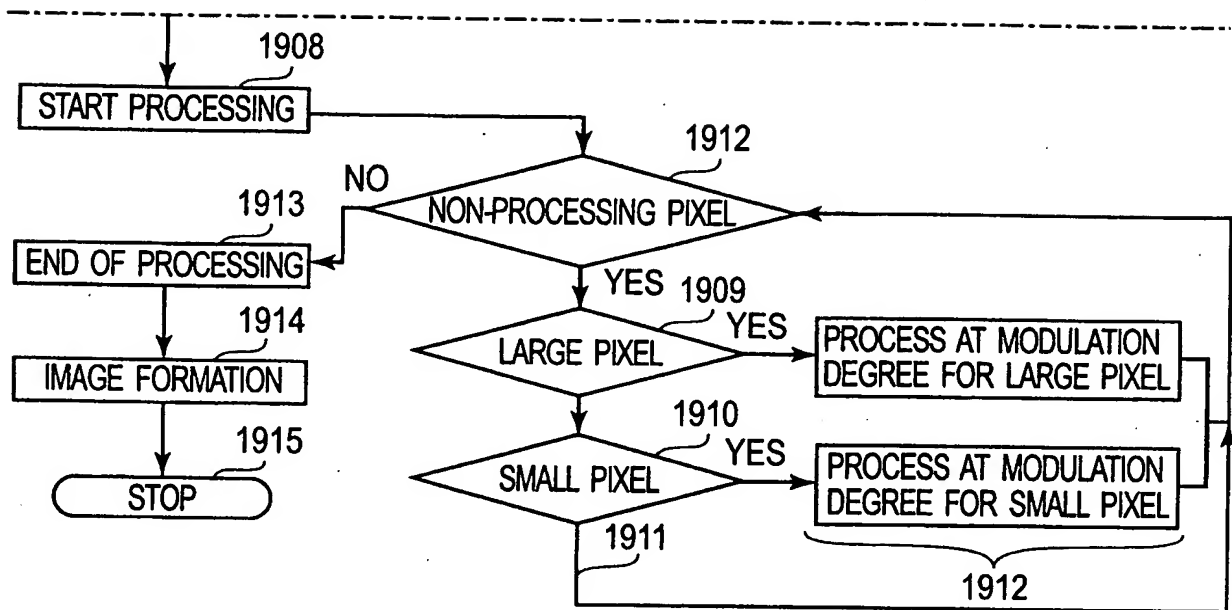 1908
START PROCESSING
1912
NON-PROCESSING PIXEL
NO
1913
END OF PROCESSING
YES
1909
1914
LARGE PIXEL
YES
PROCESS AT MODULATION
DEGREE FOR LARGE PIXEL
IMAGE FORMATION
1915
STOP
1910
SMALL PIXEL
YES
PROCESS AT MODULATION
DEGREE FOR SMALL PIXEL
1911
1912